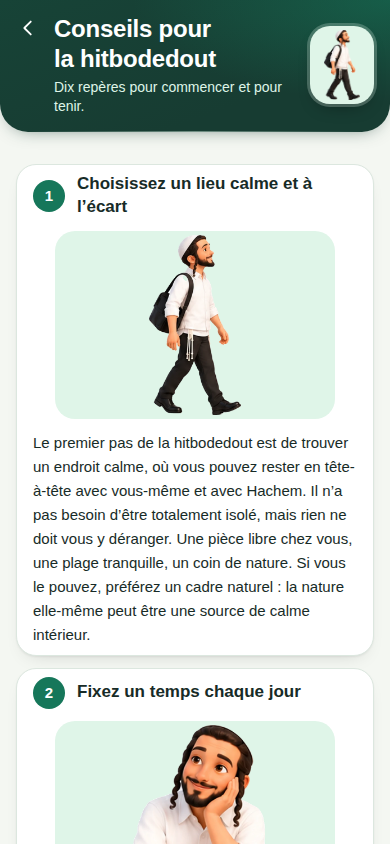 Conseils pour
la hitbodedout
Dix repères pour commencer et pour
tenir.
1
Choisissez un lieu calme et à
l’écart
Le premier pas de la hitbodedout est de trouver
un endroit calme, où vous pouvez rester en tête-
à-tête avec vous-même et avec Hachem. Il n’a
pas besoin d’être totalement isolé, mais rien ne
doit vous y déranger. Une pièce libre chez vous,
une plage tranquille, un coin de nature. Si vous
le pouvez, préférez un cadre naturel : la nature
elle-même peut être une source de calme
intérieur.
2
Fixez un temps chaque jour